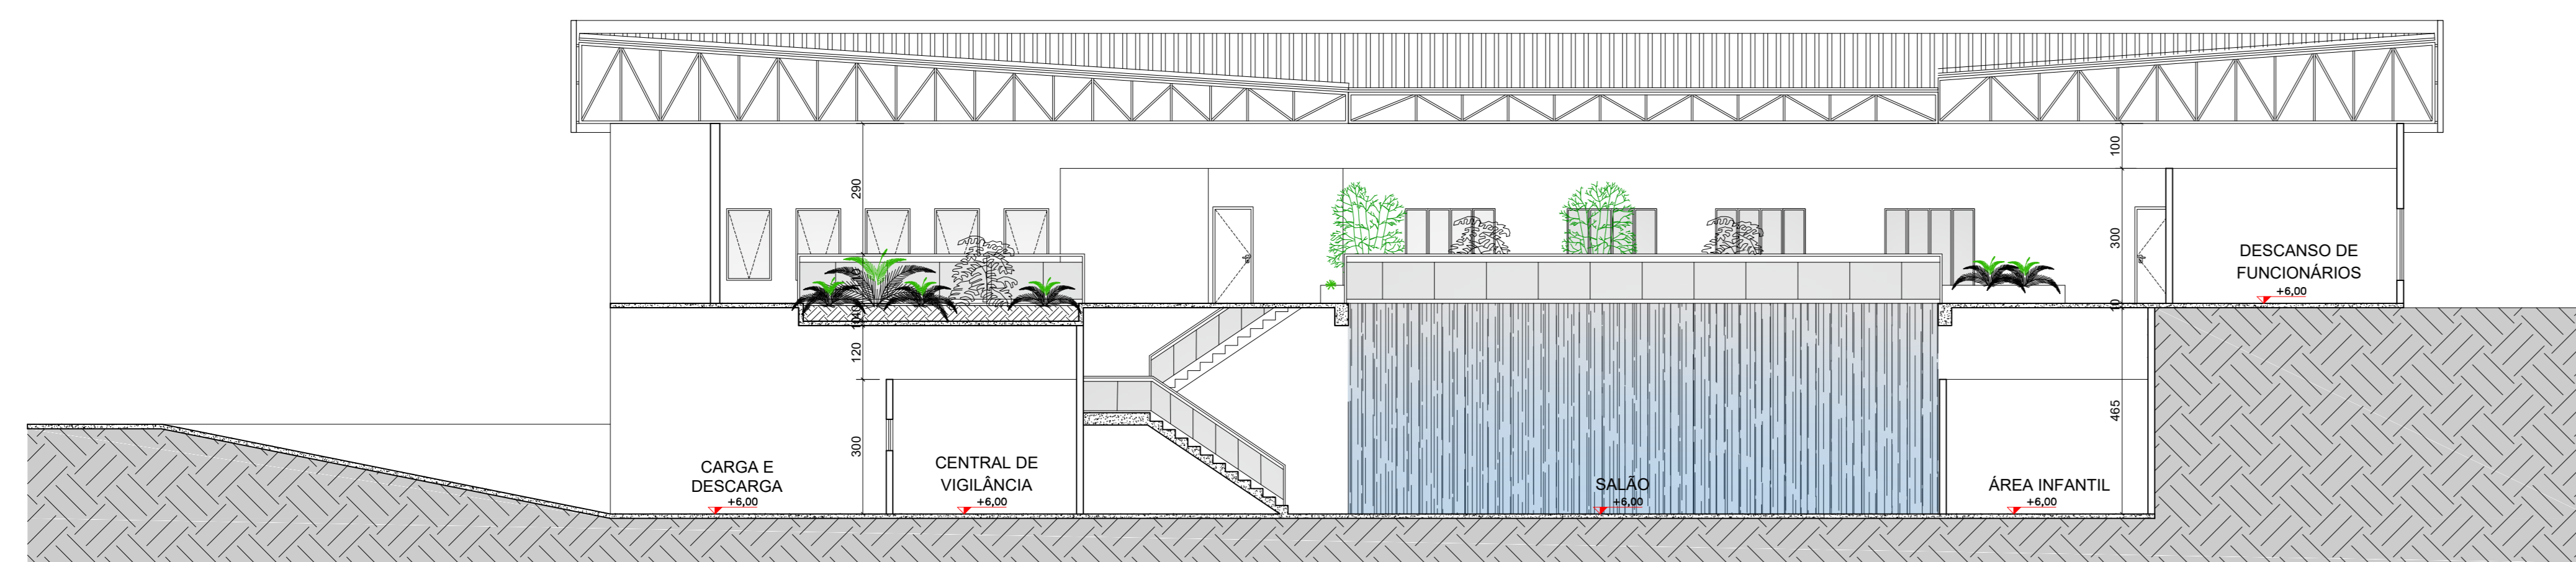 100
290
300
DESCANSO DE
FUNCIONÁRIOS
+6,00
10
120
465
300
CARGA E
DESCARGA
+6,00
CENTRAL DE
VIGILÂNCIA
+6,00
SALÃO
+6,00
ÁREA INFANTIL
+6,00